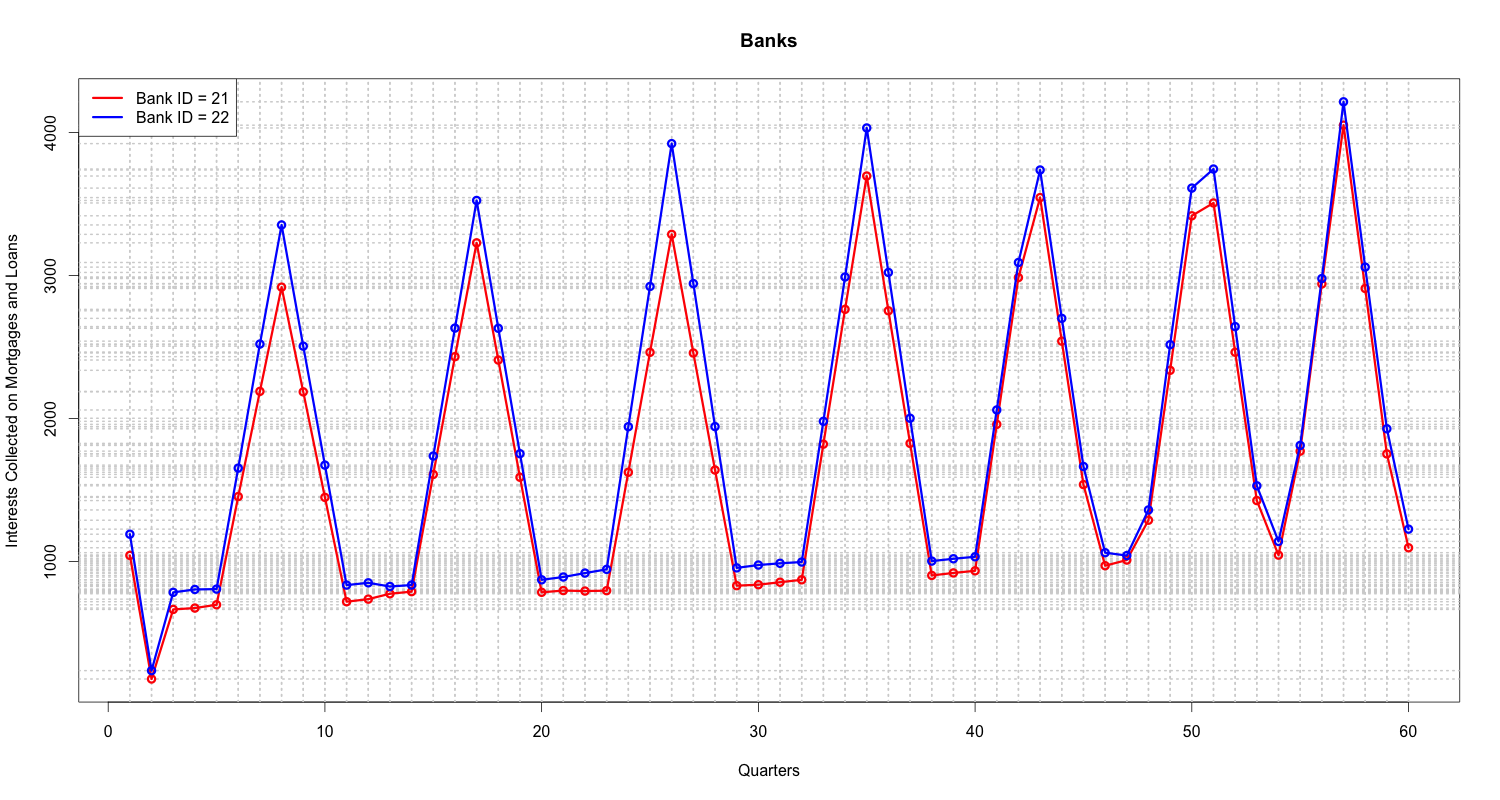 Banks
Bank ID = 21
Bank ID = 22
Interests Collected on Mortgages and Loans
4000
3000
2000
1000
0 10 20 30 40 50 60
Quarters